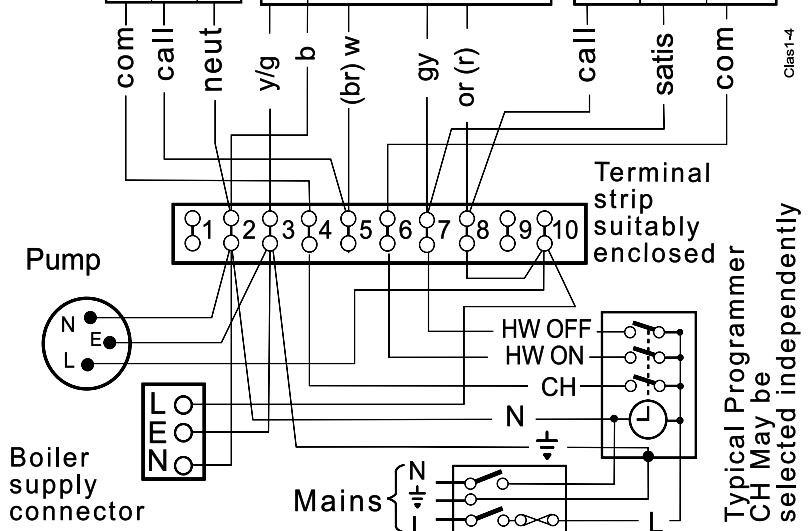 com
call
neut
y/g
b
(br) w
gy
or (r)
call
satis
com
Clas1-4
Terminal
strip
suitably
enclosed
1 2 3 4 5 6 7 8 9 10
Pump
N
E
L
HW OFF
HW ON
CH
N
L
E
N
Boiler
supply
connector
Mains
N
L
L
Typical Programmer
CH May be
selected independently